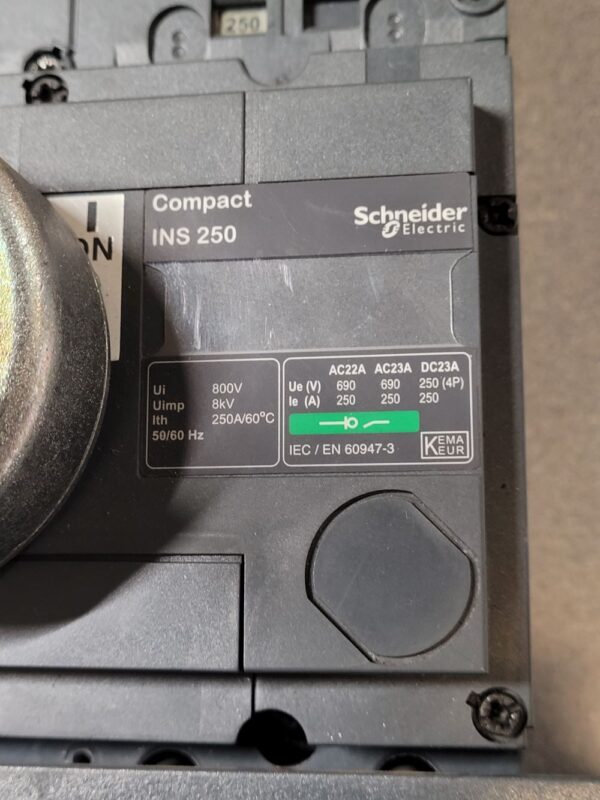 250
I
ON
Compact
INS 250
Schneider
Electric
Ui 800V
Uimp 8kV
Ith 250A/60°C
50/60 Hz
AC22A AC23A DC23A
Ue (V) 690 690 250 (4P)
Ie (A) 250 250 250
IEC / EN 60947-3
KEMA
KEUR